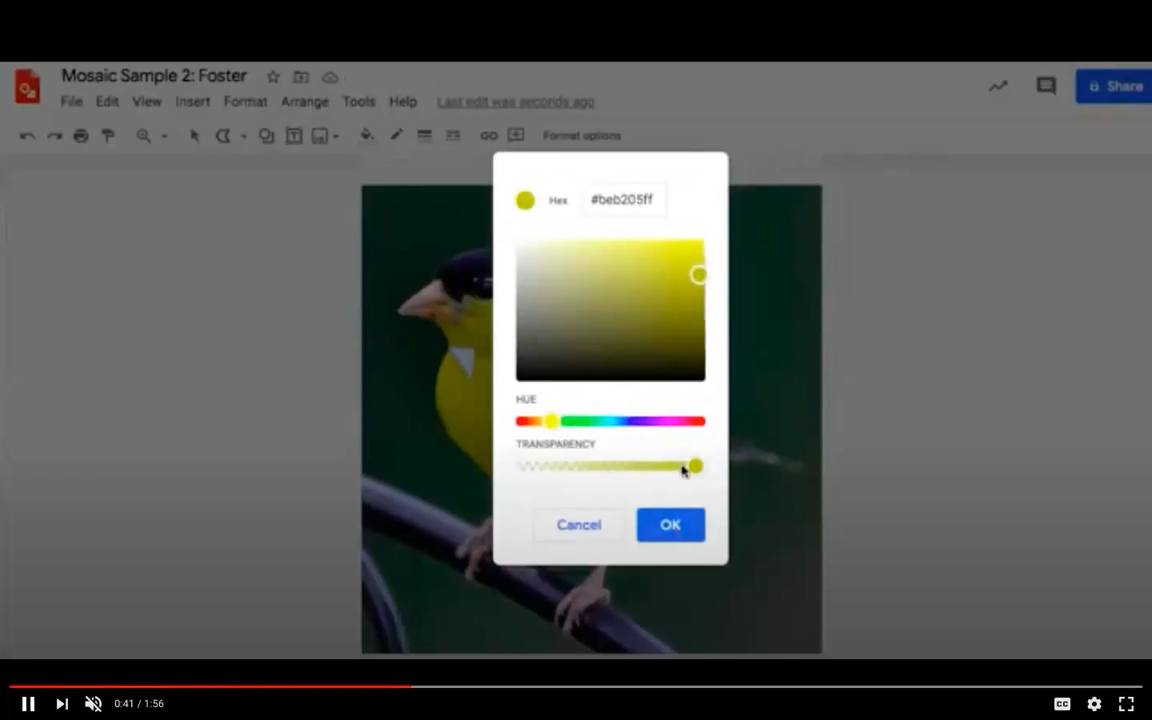 Mosaic Sample 2: Foster
File Edit View Insert Format Arrange Tools Help Last edit was seconds ago
Share
Format options
Hex #beb205ff
HUE
TRANSPARENCY
Cancel OK
0:41 / 1:56
CC